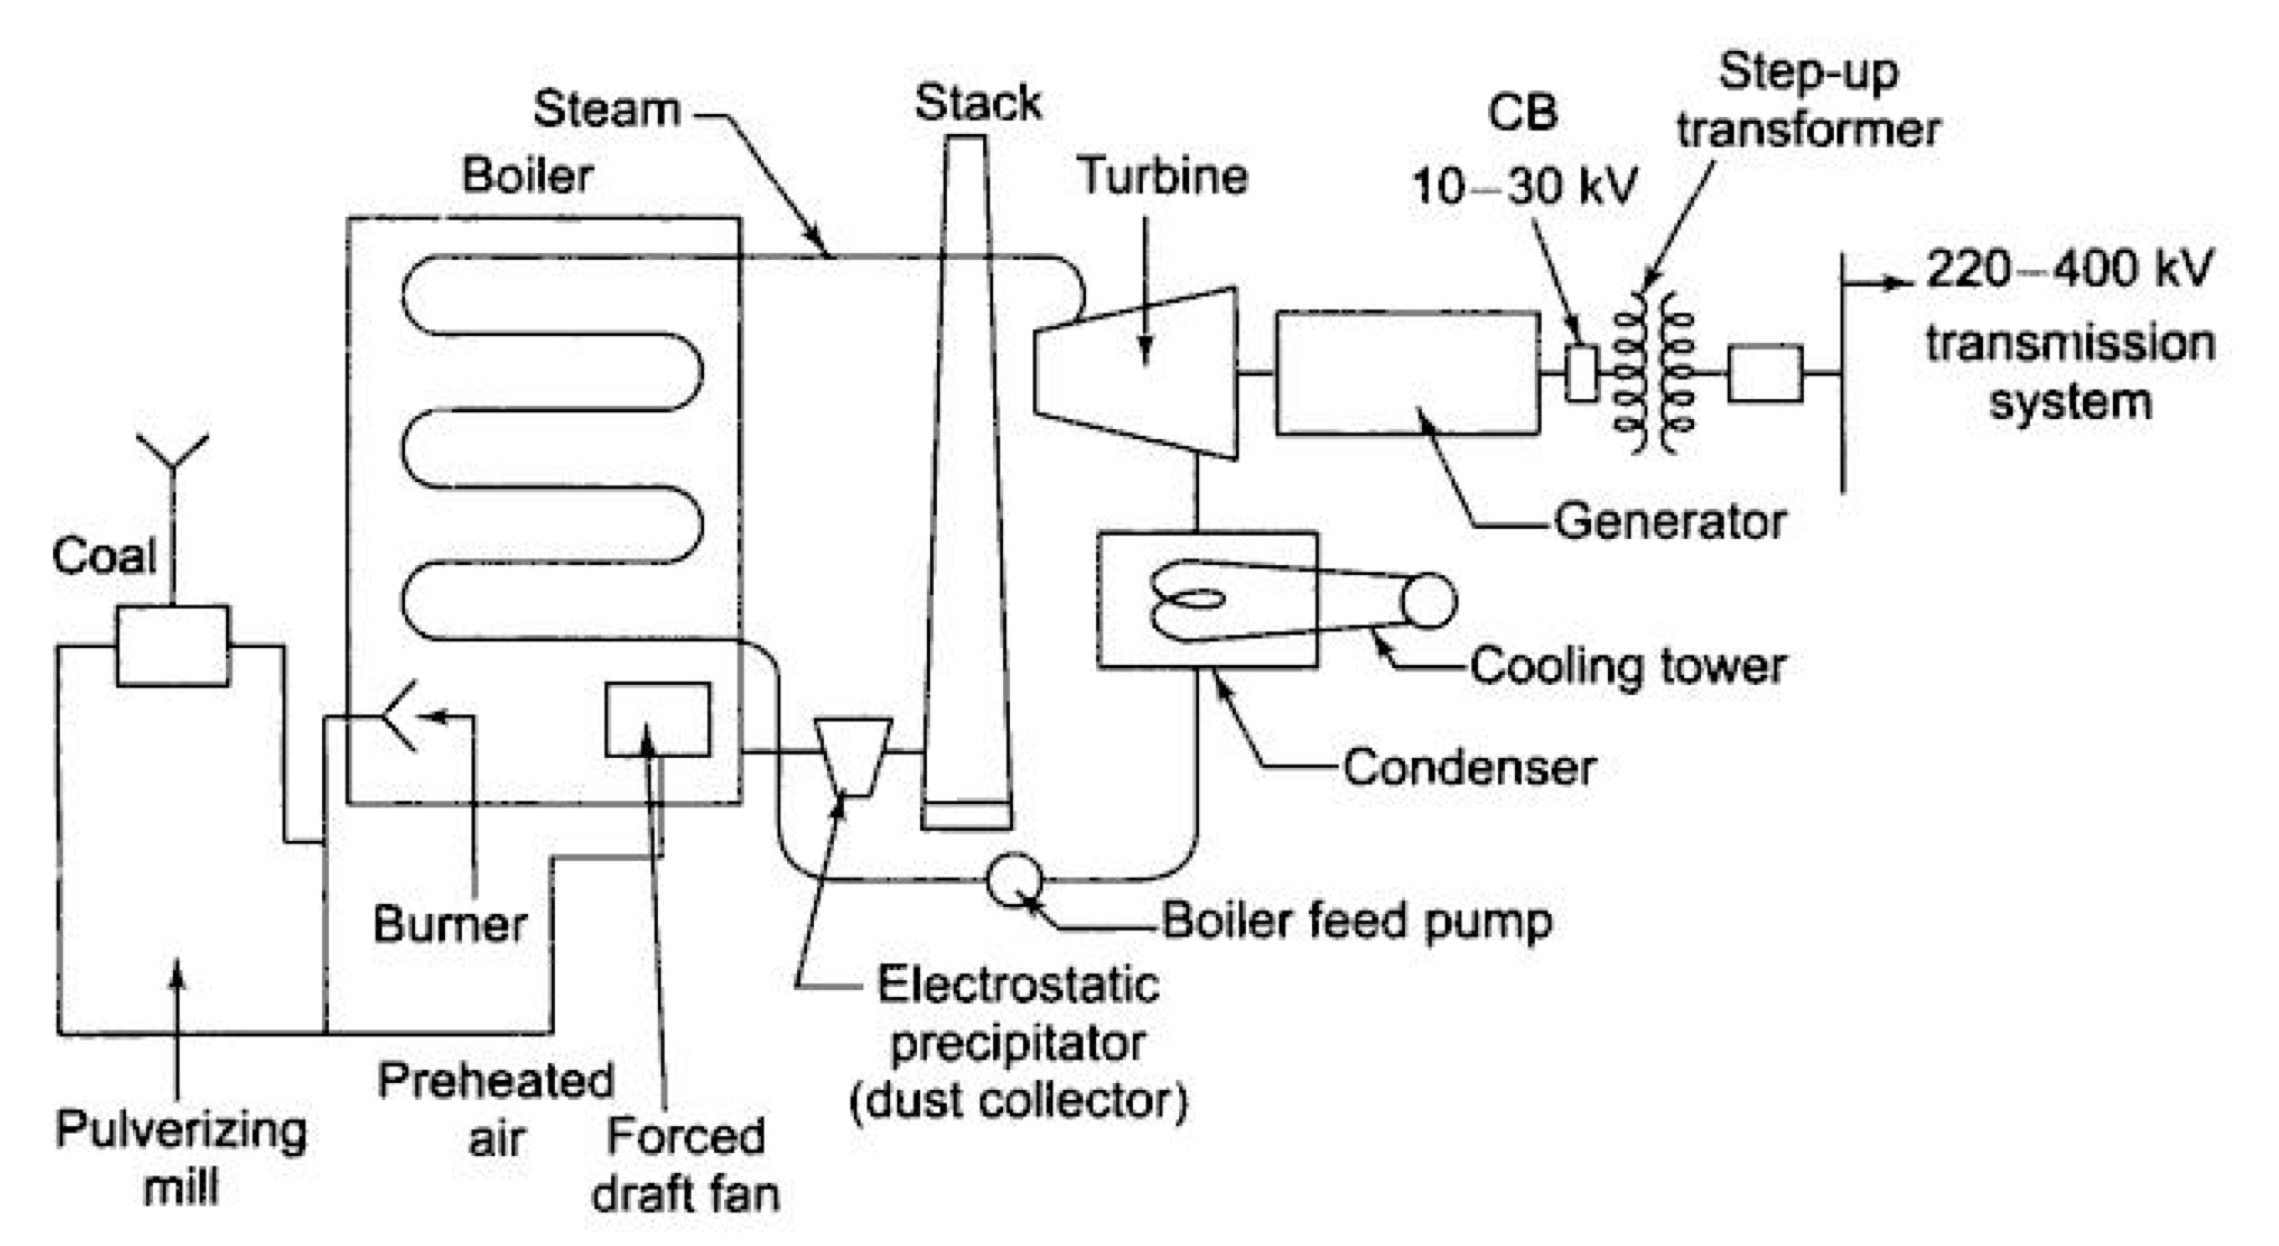 Step-up
transformer
CB
10–30 kV
Steam
Stack
Boiler
Turbine
220–400 kV
transmission
system
Coal
Generator
Cooling tower
Condenser
Burner
Boiler feed pump
Electrostatic
precipitator
(dust collector)
Preheated
air
Forced
draft fan
Pulverizing
mill